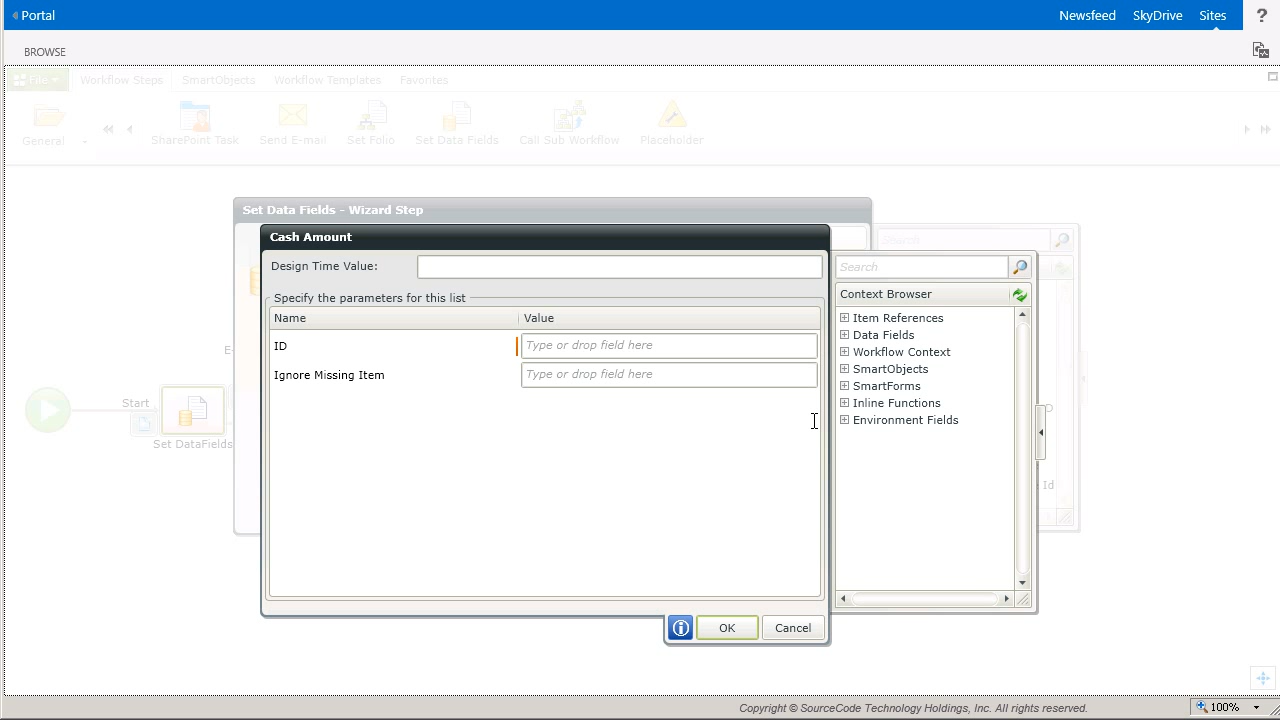 Portal
Newsfeed SkyDrive Sites ?
BROWSE
File Workflow Steps SmartObjects Workflow Templates Favorites
General SharePoint Task Send E-mail Set Folio Set Data Fields Call Sub Workflow Placeholder
Set Data Fields - Wizard Step
Search
Cash Amount
Design Time Value:
Search
Specify the parameters for this list
Context Browser
Name Value
ID Type or drop field here
Ignore Missing Item Type or drop field here
Item References
Data Fields
Workflow Context
SmartObjects
SmartForms
Inline Functions
Environment Fields
Start
Set DataFields
Id
OK Cancel
Copyright © SourceCode Technology Holdings, Inc. All rights reserved.
100%